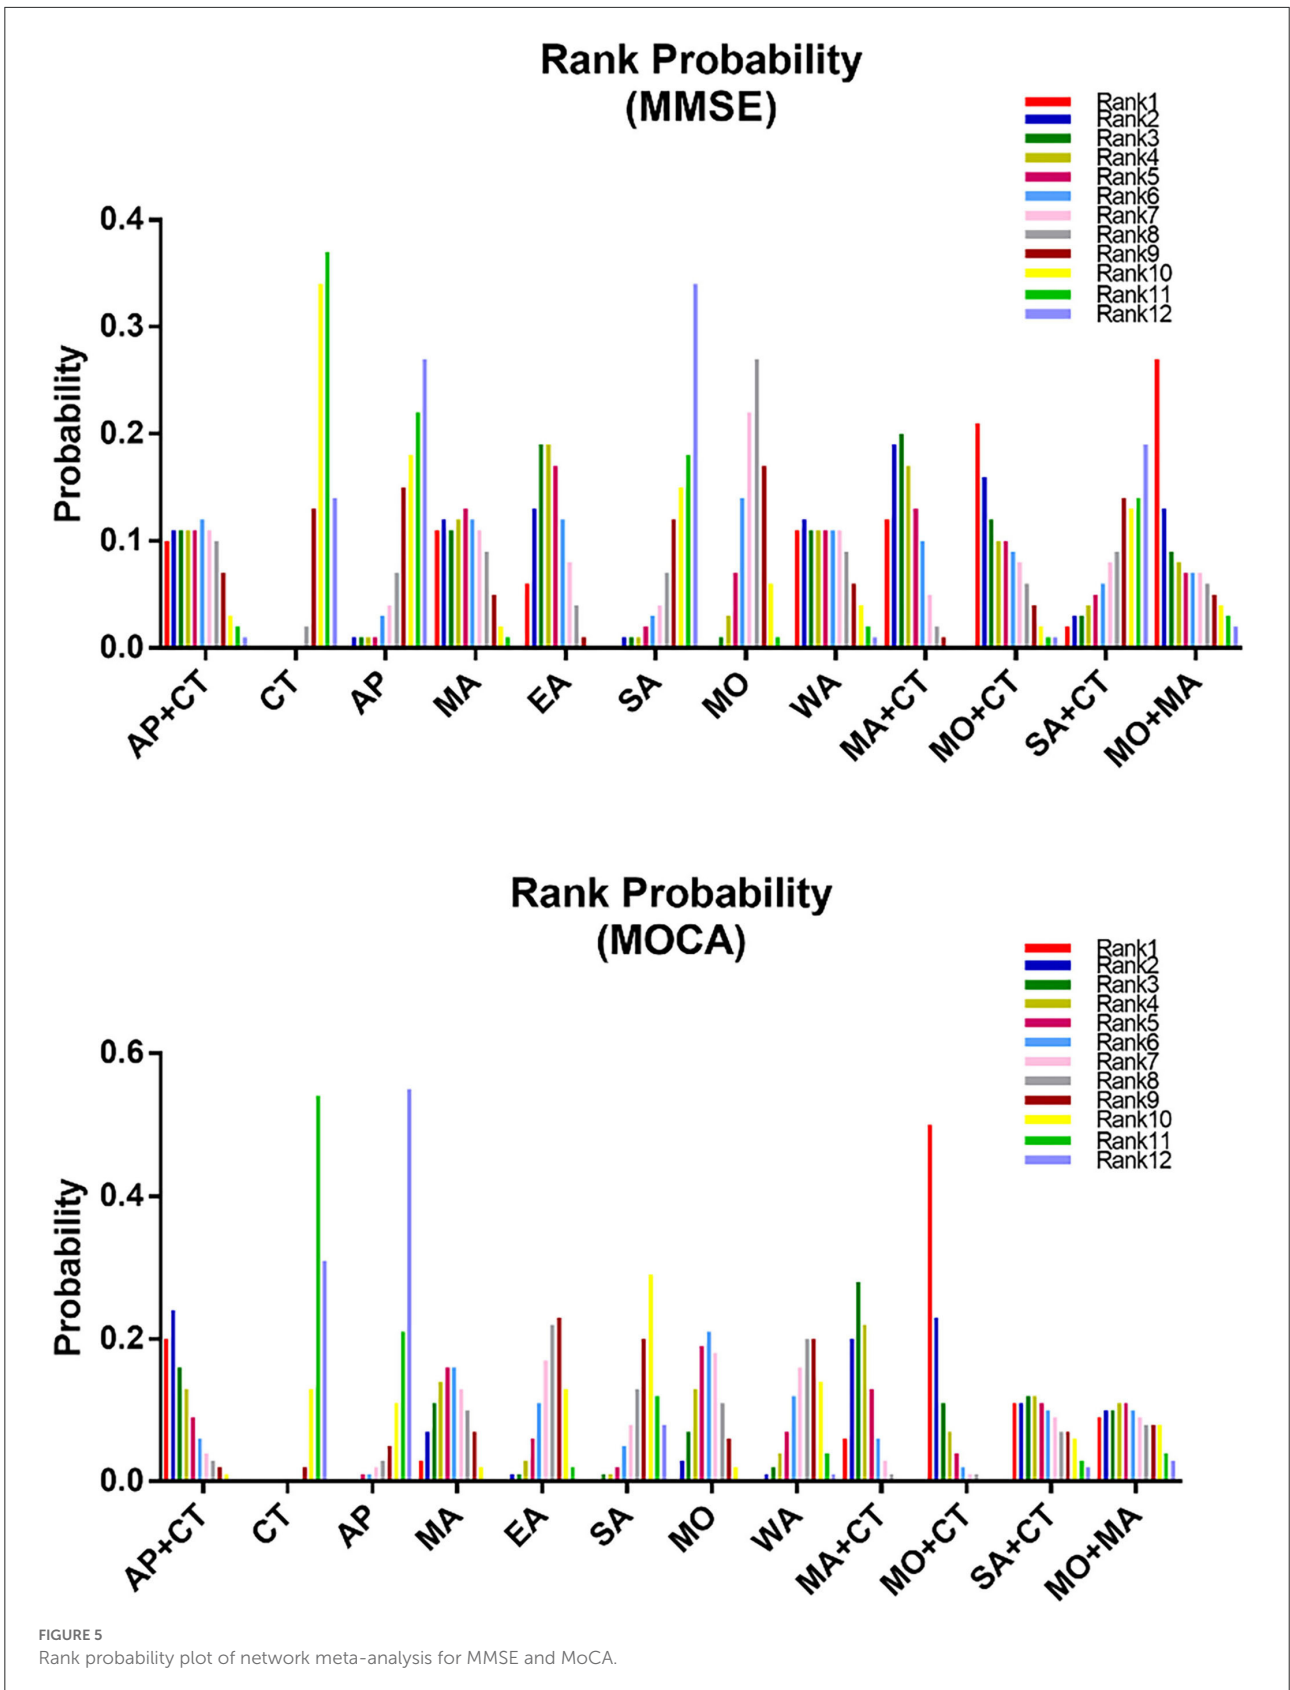 Rank Probability
(MMSE)
Rank1
Rank2
Rank3
Rank4
Rank5
Rank6
Rank7
Rank8
Rank9
Rank10
Rank11
Rank12
Probability
0.4
0.3
0.2
0.1
0.0
AP+CT
CT
AP
MA
EA
SA
MO
WA
MA+CT
MO+CT
SA+CT
MO+MA
Rank Probability
(MOCA)
Rank1
Rank2
Rank3
Rank4
Rank5
Rank6
Rank7
Rank8
Rank9
Rank10
Rank11
Rank12
Probability
0.6
0.4
0.2
0.0
AP+CT
CT
AP
MA
EA
SA
MO
WA
MA+CT
MO+CT
SA+CT
MO+MA
FIGURE 5
Rank probability plot of network meta-analysis for MMSE and MoCA.